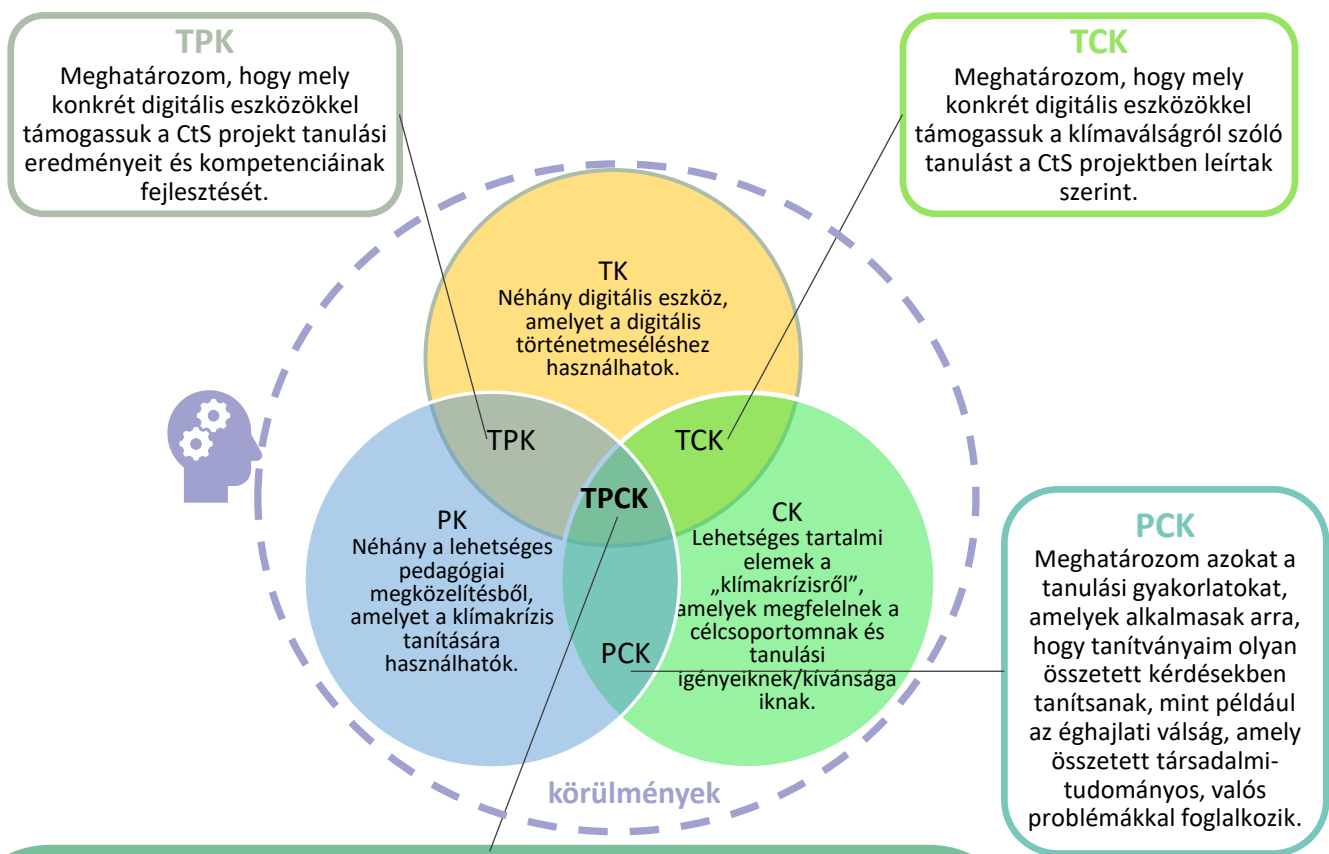 TPK
Meghatározom, hogy mely
konkrét digitális eszközökkel
támogassuk a CtS projekt tanulási
eredményeit és kompetenciáinak
fejlesztését.
TCK
Meghatározom, hogy mely
konkrét digitális eszközökkel
támogassuk a klímaválságról szóló
tanulást a CtS projektben leírtak
szerint.
TK
Néhány digitális eszköz,
amelyet a digitális
történetmeséléshez
használhatok.
TPK
TCK
TPCK
PK
Néhány a lehetséges
pedagógiai
megközelítésből,
amelyet a klímakrízis
tanítására
használhatók.
CK
Lehetséges tartalmi
elemek a
„klímakrízisről”,
amelyek megfelelnek a
célcsoportomnak és
tanulási
igényeiknek/kívánsága
iknak.
PCK
PCK
Meghatározom azokat a
tanulási gyakorlatokat,
amelyek alkalmasak arra,
hogy tanítványaim olyan
összetett kérdésekben
tanítsanak, mint például
az éghajlati válság, amely
összetett társadalmi-
tudományos, valós
problémákkal foglalkozik.
körülmények